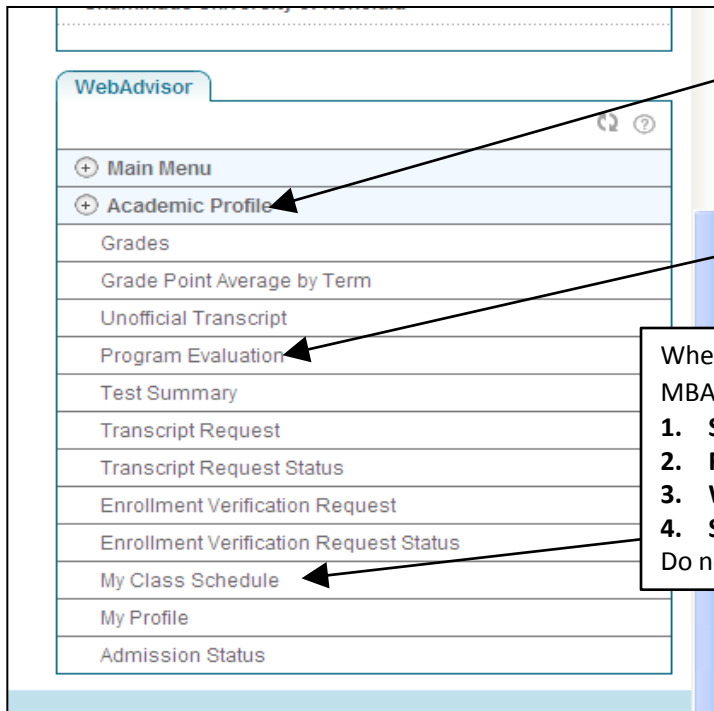 WebAdvisor
Main Menu
Academic Profile
Grades
Grade Point Average by Term
Unofficial Transcript
Program Evaluation
Test Summary
Transcript Request
Transcript Request Status
Enrollment Verification Request
Enrollment Verification Request Status
My Class Schedule
My Profile
Admission Status
MBA
1.
2.
3.
4.
Do